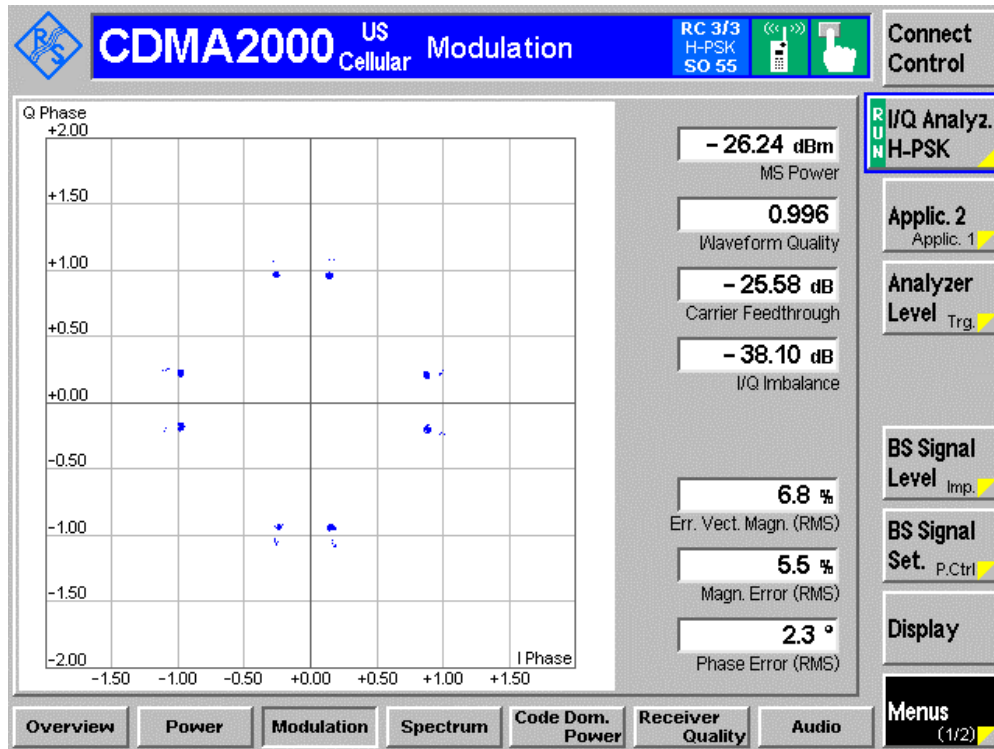 R&S
CDMA2000 US Cellular Modulation
RC 3/3
H-PSK
SO 55
Connect Control
Q Phase
+2.00
+1.50
+1.00
+0.50
+0.00
-0.50
-1.00
-1.50
-2.00
I Phase
-1.50 -1.00 -0.50 +0.00 +0.50 +1.00 +1.50
- 26.24 dBm
MS Power
0.996
Waveform Quality
- 25.58 dB
Carrier Feedthrough
- 38.10 dB
I/Q Imbalance
6.8 %
Err. Vect. Magn. (RMS)
5.5 %
Magn. Error (RMS)
2.3 °
Phase Error (RMS)
RUN
I/Q Analyz.
H-PSK
Applic. 2
Applic. 1
Analyzer
Level Trg.
BS Signal
Level Imp.
BS Signal
Set. P.Ctrl
Display
Menus
(1/2)
Overview Power Modulation Spectrum Code Dom. Power Receiver Quality Audio